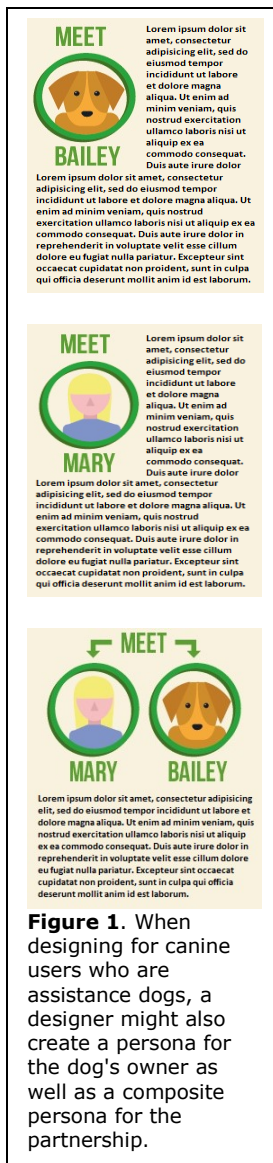 MEET
BAILEY
Lorem ipsum dolor sit
amet, consectetur
adipisicing elit, sed do
eiusmod tempor
incididunt ut labore
et dolore magna
aliqua. Ut enim ad
minim veniam, quis
nostrud exercitation
ullamco laboris nisi ut
aliquip ex ea
commodo consequat.
Duis aute irure dolor
Lorem ipsum dolor sit amet, consectetur
adipisicing elit, sed do eiusmod tempor
incididunt ut labore et dolore magna aliqua. Ut
enim ad minim veniam, quis nostrud
exercitation ullamco laboris nisi ut aliquip ex ea
commodo consequat. Duis aute irure dolor in
reprehenderit in voluptate velit esse cillum
dolore eu fugiat nulla pariatur. Excepteur sint
occaecat cupidatat non proident, sunt in culpa
qui officia deserunt mollit anim id est laborum.
MEET
MARY
Lorem ipsum dolor sit
amet, consectetur
adipisicing elit, sed do
eiusmod tempor
incididunt ut labore
et dolore magna
aliqua. Ut enim ad
minim veniam, quis
nostrud exercitation
ullamco laboris nisi ut
aliquip ex ea
commodo consequat.
Duis aute irure dolor
Lorem ipsum dolor sit amet, consectetur
adipisicing elit, sed do eiusmod tempor
incididunt ut labore et dolore magna aliqua. Ut
enim ad minim veniam, quis nostrud
exercitation ullamco laboris nisi ut aliquip ex ea
commodo consequat. Duis aute irure dolor in
reprehenderit in voluptate velit esse cillum
dolore eu fugiat nulla pariatur. Excepteur sint
occaecat cupidatat non proident, sunt in culpa
qui officia deserunt mollit anim id est laborum.
MEET
MARY BAILEY
Lorem ipsum dolor sit amet, consectetur adipisicing
elit, sed do eiusmod tempor incididunt ut labore et
dolore magna aliqua. Ut enim ad minim veniam, quis
nostrud exercitation ullamco laboris nisi ut aliquip
ex ea commodo consequat. Duis aute irure dolor in
reprehenderit in voluptate velit esse cillum dolore
eu fugiat nulla pariatur. Excepteur sint occaecat
cupidatat non proident, sunt in culpa qui officia
deserunt mollit anim id est laborum.
Figure 1. When
designing for canine
users who are
assistance dogs, a
designer might also
create a persona for
the dog's owner as
well as a composite
persona for the
partnership.